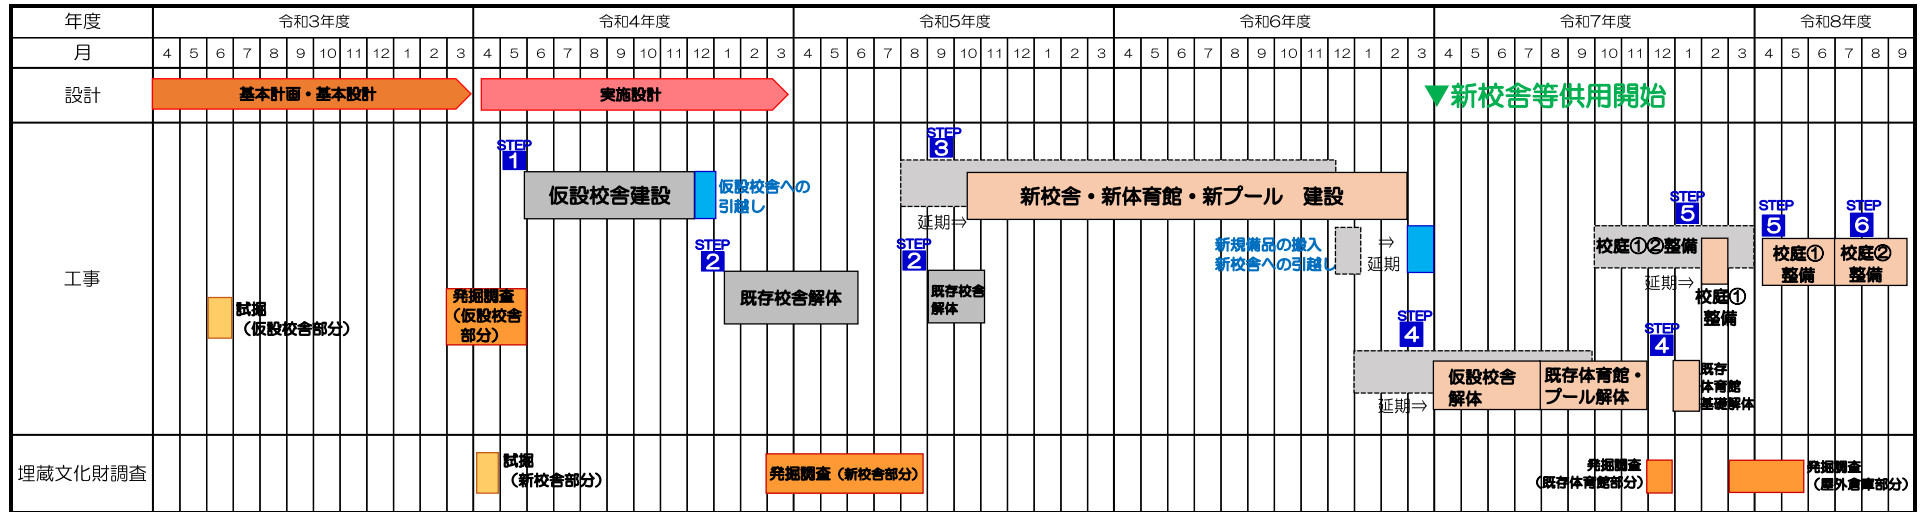 年度 令和3年度 令和4年度 令和5年度 令和6年度 令和7年度 令和8年度
月 4 5 6 7 8 9 10 11 12 1 2 3 4 5 6 7 8 9 10 11 12 1 2 3 4 5 6 7 8 9 10 11 12 1 2 3 4 5 6 7 8 9 10 11 12 1 2 3 4 5 6 7 8 9 10 11 12 1 2 3 4 5 6 7 8 9
設計 基本計画・基本設計 実施設計 ▼新校舎等供用開始
工事
STEP
1
仮設校舎建設
仮設校舎への
引越し
STEP
2
既存校舎解体
試掘
（仮設校舎部分）
発掘調査
（仮設校舎
部分）
STEP
3
新校舎・新体育館・新プール 建設
延期⇒
STEP
2
既存校舎
解体
新規備品の搬入
新校舎への引越し
⇒
延期
STEP
4
仮設校舎
解体
既存体育館・
プール解体
延期⇒
STEP
5
校庭①②整備
延期⇒
校庭①
整備
STEP
4
既存
体育館
基礎解体
STEP
5
校庭①
整備
STEP
6
校庭②
整備
埋蔵文化財調査
試掘
（新校舎部分）
発掘調査（新校舎部分）
発掘調査
（既存体育館部分）
発掘調査
（屋外倉庫部分）